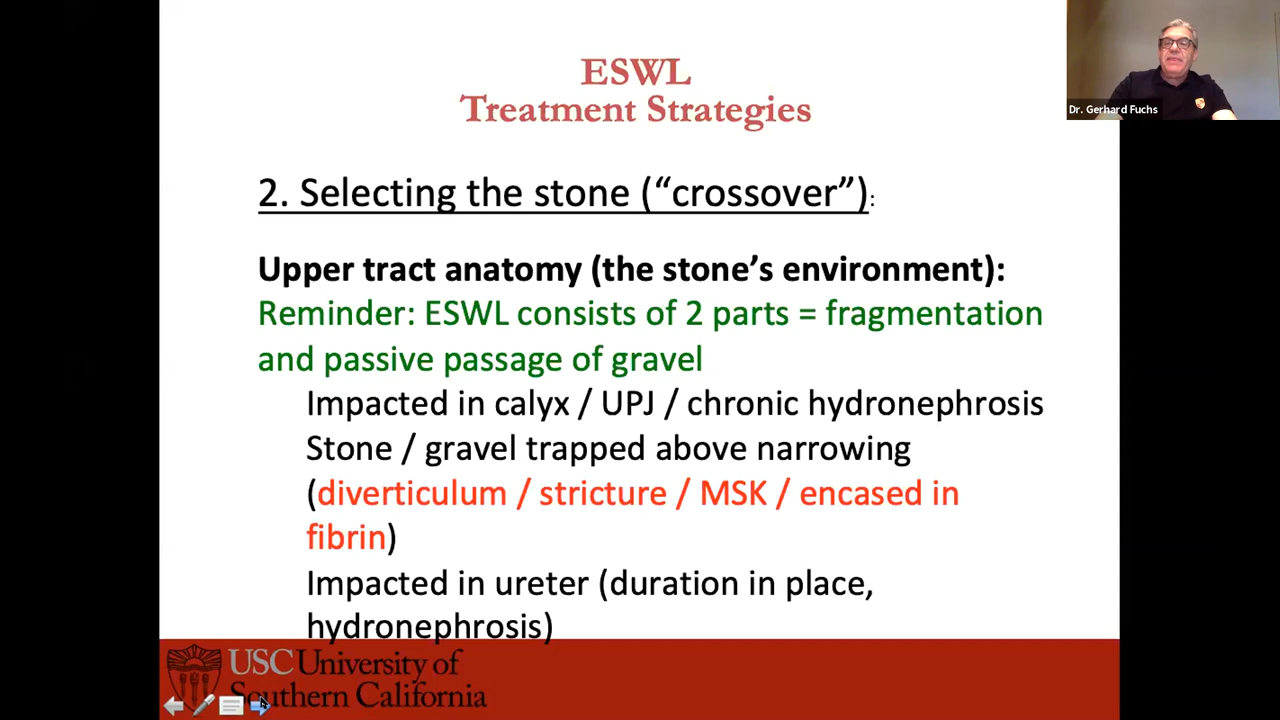 ESWL
Treatment Strategies
Dr. Gerhard Fuchs
2. Selecting the stone (“crossover”):
Upper tract anatomy (the stone’s environment):
Reminder: ESWL consists of 2 parts = fragmentation
and passive passage of gravel
Impacted in calyx / UPJ / chronic hydronephrosis
Stone / gravel trapped above narrowing
(diverticulum / stricture / MSK / encased in
fibrin)
Impacted in ureter (duration in place,
hydronephrosis)
USC University of
Southern California